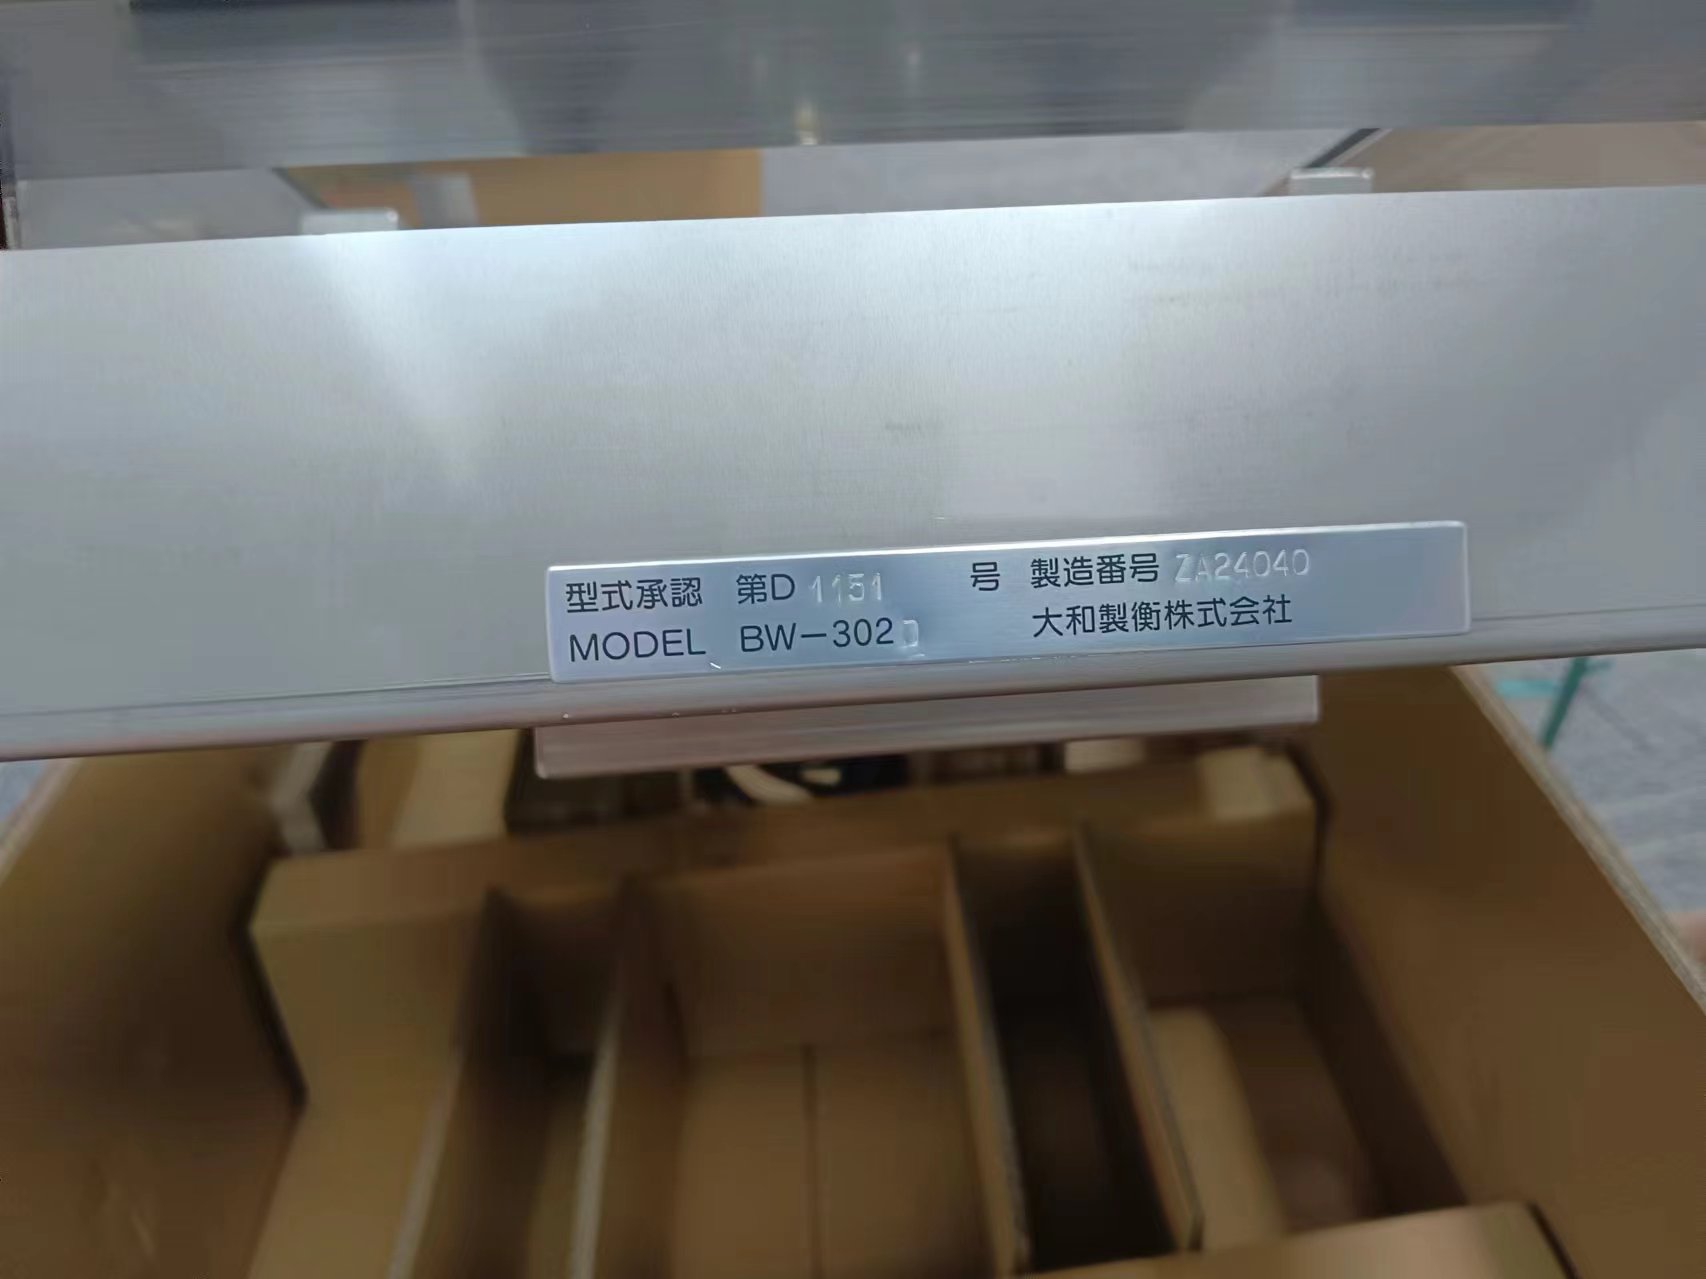 型式承認 第D 1151 号 製造番号 ZA24040
MODEL BW-302D 大和製衡株式会社